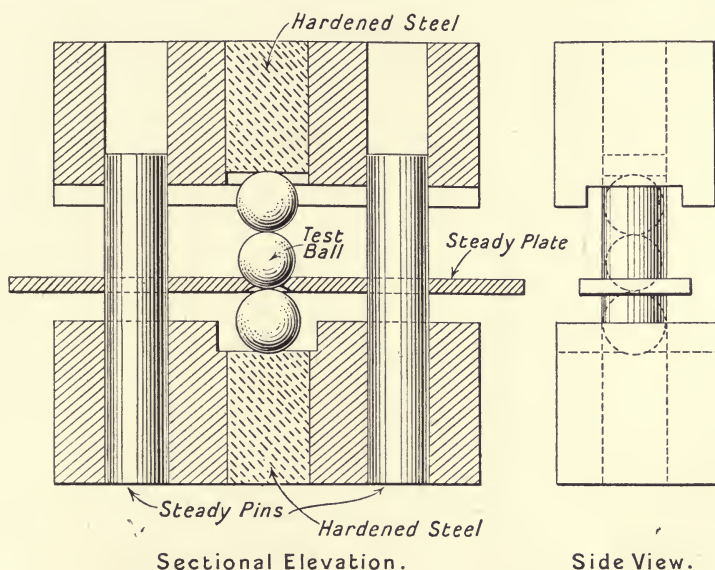 Hardened Steel
Test
Ball
Steady Plate
Steady Pins
Hardened Steel
Sectional Elevation.
Side View.